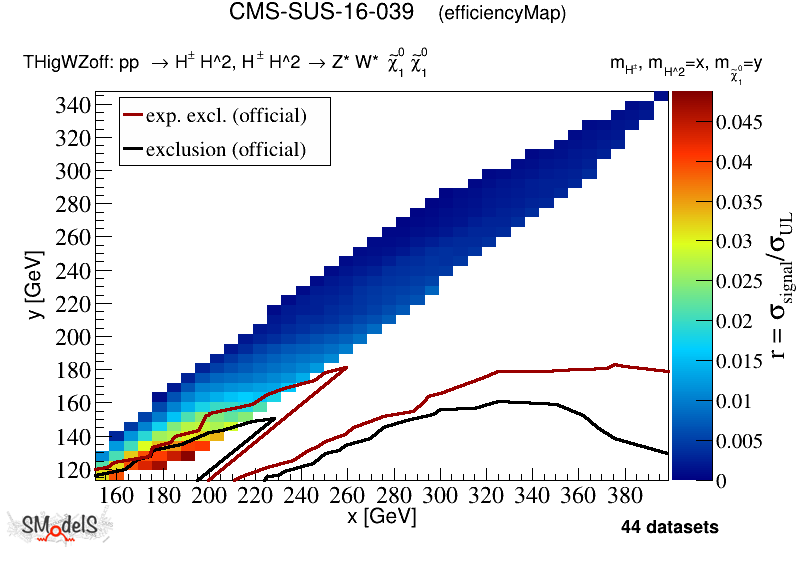 CMS-SUS-16-039 (efficiencyMap)
THigWZoff: pp → H± H^2, H± H^2 → Z* W* χ̃₁⁰ χ̃₁⁰
m_H±, m_H^2=x, m_χ̃₁⁰=y
exp. excl. (official)
exclusion (official)
340
320
300
280
260
240
220
200
180
160
140
120
y [GeV]
160 180 200 220 240 260 280 300 320 340 360 380
x [GeV]
0.045
0.04
0.035
0.03
0.025
0.02
0.015
0.01
0.005
0
r = σsignal/σUL
SModelS
44 datasets